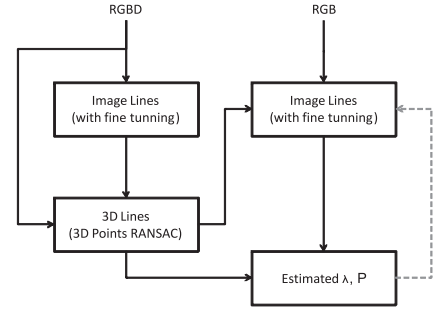 RGBD
RGB
Image Lines
(with fine tunning)
Image Lines
(with fine tunning)
3D Lines
(3D Points RANSAC)
Estimated λ, P